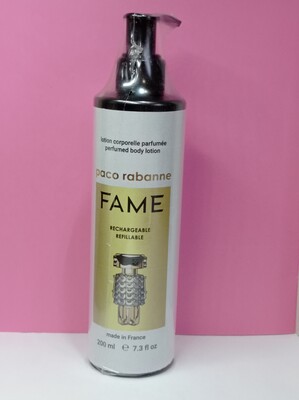 lotion corporelle parfumée
perfumed body lotion
paco rabanne
FAME
RECHARGEABLE
REFILLABLE
made in France
200 ml ℮ 7.3 fl oz